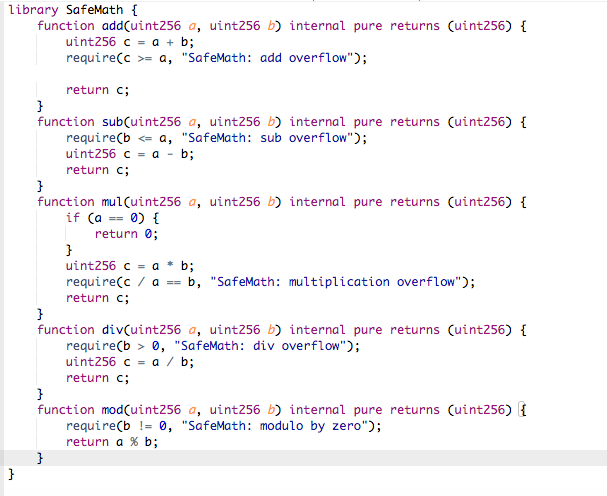 library SafeMath {
    function add(uint256 a, uint256 b) internal pure returns (uint256) {
        uint256 c = a + b;
        require(c >= a, "SafeMath: add overflow");

        return c;
    }
    function sub(uint256 a, uint256 b) internal pure returns (uint256) {
        require(b <= a, "SafeMath: sub overflow");
        uint256 c = a - b;
        return c;
    }
    function mul(uint256 a, uint256 b) internal pure returns (uint256) {
        if (a == 0) {
            return 0;
        }
        uint256 c = a * b;
        require(c / a == b, "SafeMath: multiplication overflow");
        return c;
    }
    function div(uint256 a, uint256 b) internal pure returns (uint256) {
        require(b > 0, "SafeMath: div overflow");
        uint256 c = a / b;
        return c;
    }
    function mod(uint256 a, uint256 b) internal pure returns (uint256) {
        require(b != 0, "SafeMath: modulo by zero");
        return a % b;
    }
}